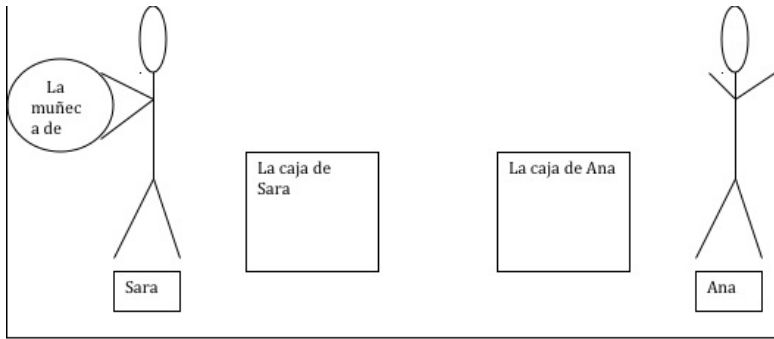 La
muñec
a de
La caja de
Sara
La caja de Ana
Sara
Ana